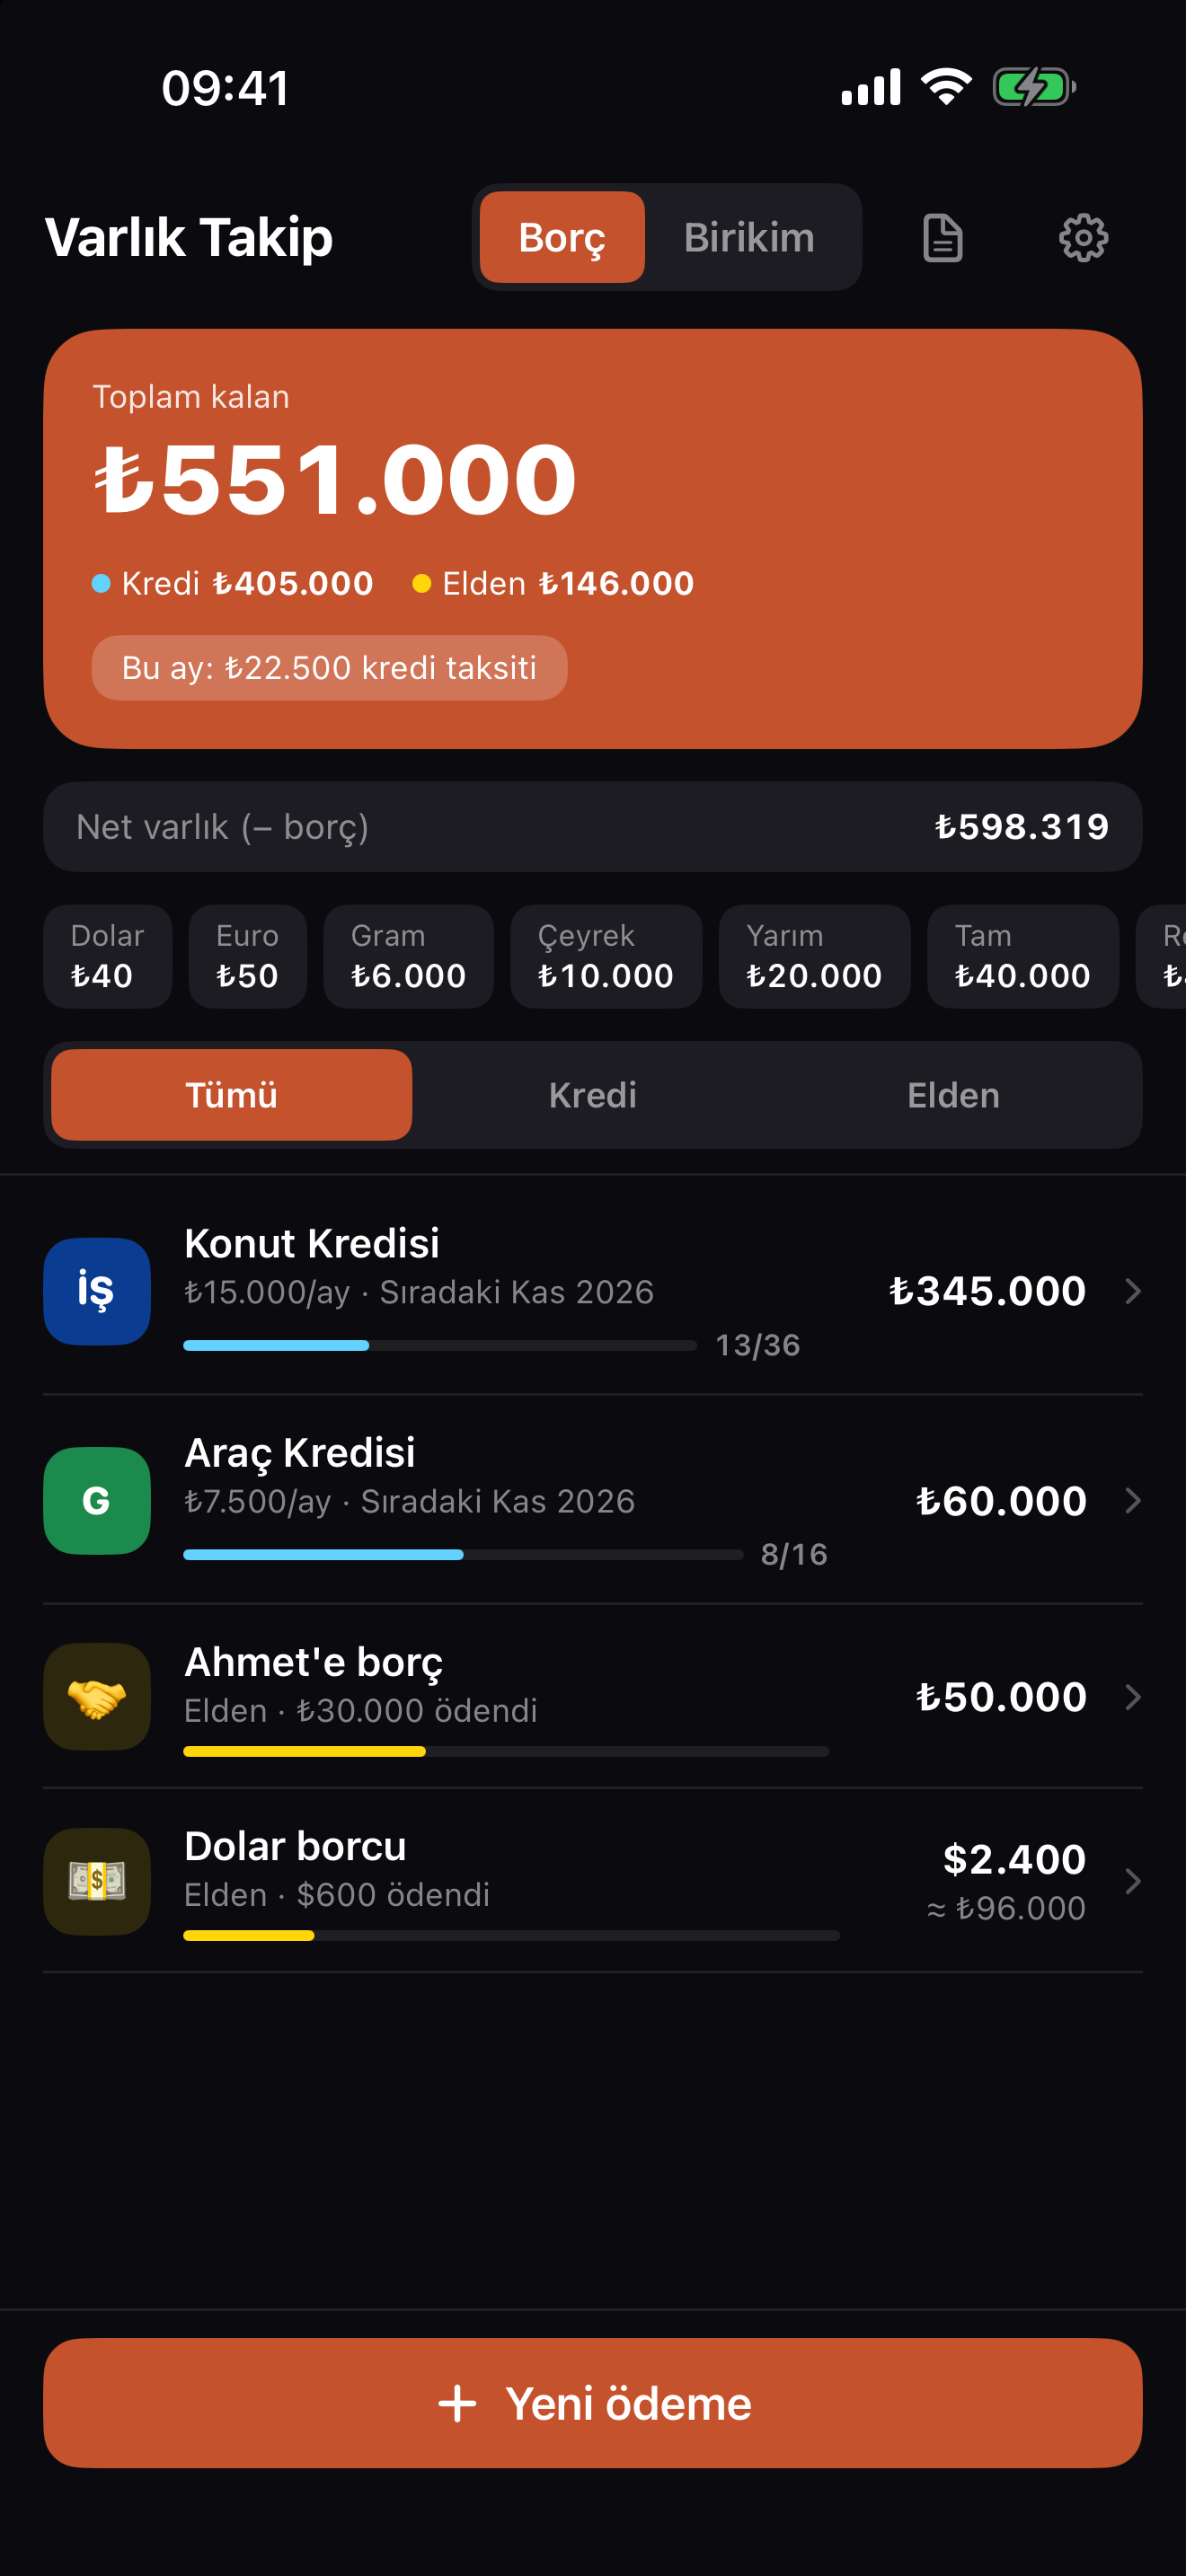 09:41
Varlık Takip
Borç
Birikim
Toplam kalan
₺551.000
Kredi ₺405.000 Elden ₺146.000
Bu ay: ₺22.500 kredi taksiti
Net varlık (– borç) ₺598.319
Dolar Euro Gram Çeyrek Yarım Tam
₺40 ₺50 ₺6.000 ₺10.000 ₺20.000 ₺40.000
Tümü Kredi Elden
Konut Kredisi
İŞ
₺15.000/ay · Sıradaki Kas 2026
₺345.000
13/36
Araç Kredisi
G
₺7.500/ay · Sıradaki Kas 2026
₺60.000
8/16
Ahmet'e borç
Elden · ₺30.000 ödendi
₺50.000
Dolar borcu
Elden · $600 ödendi
$2.400
≈ ₺96.000
+ Yeni ödeme